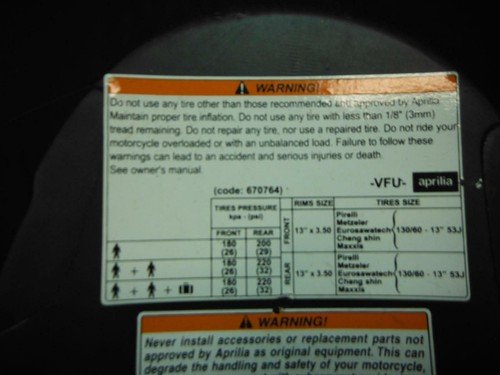 WARNING!
Do not use any tire other than those recommended and approved by Aprilia
Maintain proper tire inflation. Do not use any tire with less than 1/8" (3mm)
tread remaining. Do not repair any tire, nor use a repaired tire. Do not ride your
motorcycle overloaded or with an unbalanced load. Failure to follow these
warnings can lead to an accident and serious injuries or death.
See owner's manual.
-VFU- aprilia
(code: 670764)
TIRES PRESSURE RIMS SIZE TIRES SIZE
kpa - (psi)
FRONT REAR
180 200
(26) (29)
+ 180 220
(26) (32)
+ + 180 220
(26) (32)
FRONT 13" x 3.50
Pirelli
Metzeler
Eurosawatech 130/60 - 13" 53J
Cheng shin
Maxxis
REAR 13" x 3.50
Pirelli
Metzeler
Eurosawatech 130/60 - 13" 53J
Cheng shin
Maxxis
WARNING!
Never install accessories or replacement parts not
approved by Aprilia as original equipment. This can
degrade the handling and safety of your motorcycle,